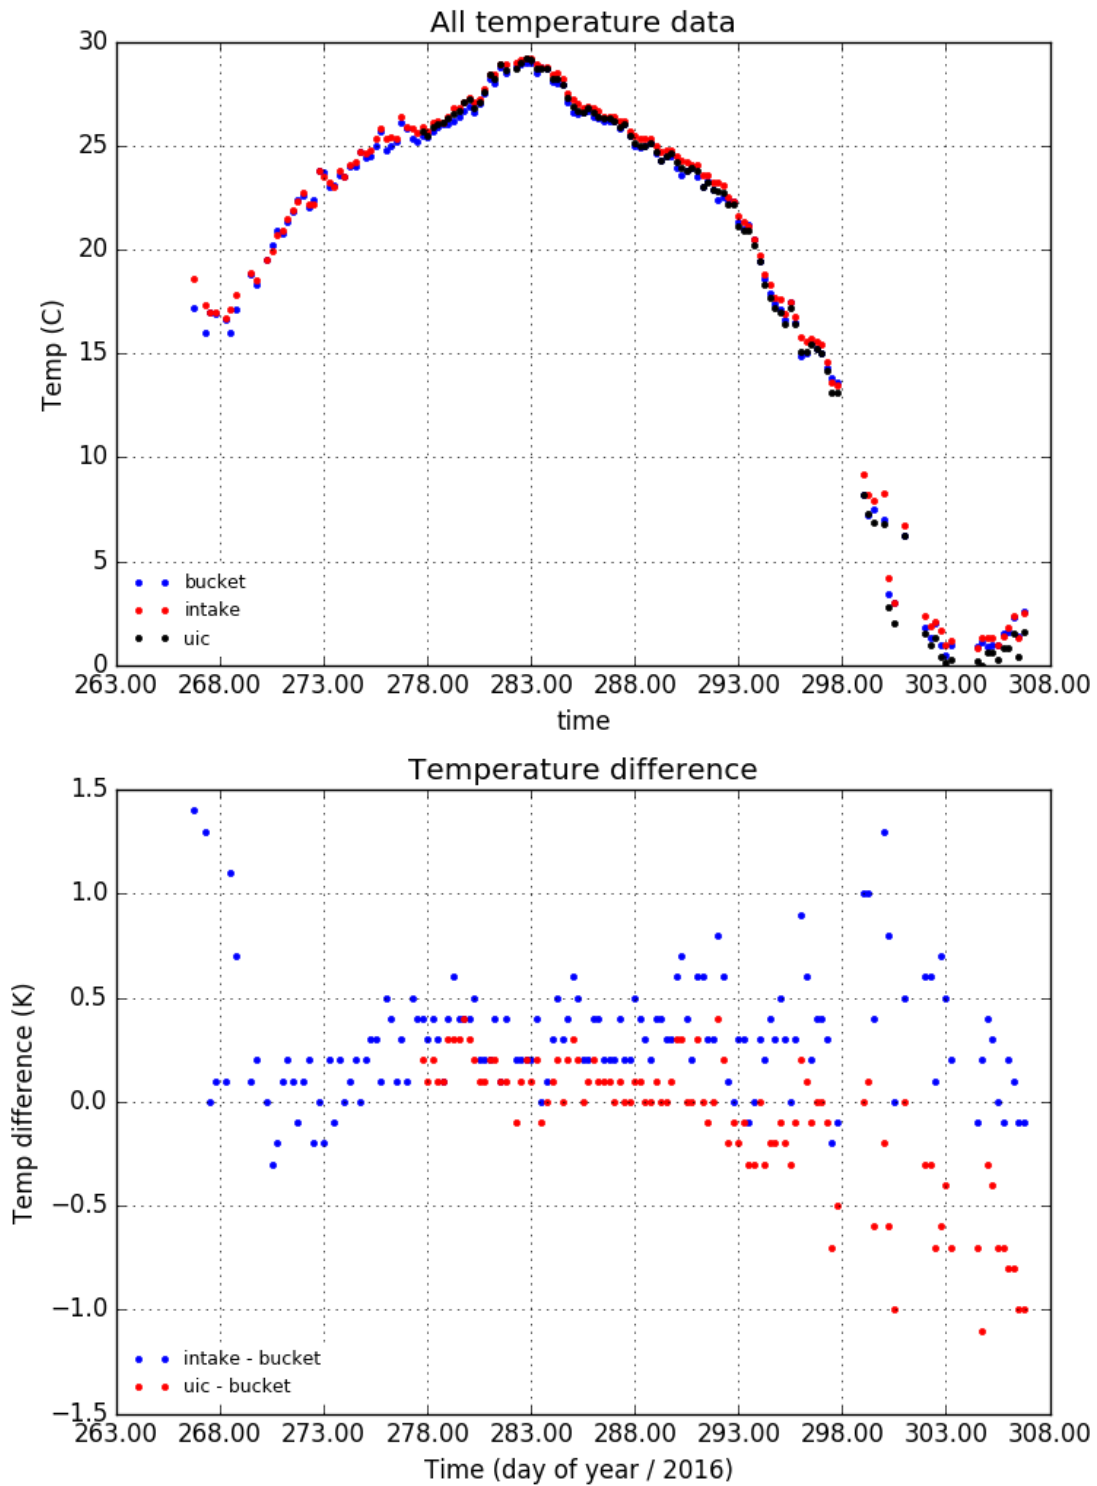 All temperature data
30
25
20
15
10
5
0
Temp (C)
bucket
intake
uic
263.00 268.00 273.00 278.00 283.00 288.00 293.00 298.00 303.00 308.00
time
Temperature difference
1.5
1.0
0.5
0.0
−0.5
−1.0
−1.5
Temp difference (K)
intake - bucket
uic - bucket
263.00 268.00 273.00 278.00 283.00 288.00 293.00 298.00 303.00 308.00
Time (day of year / 2016)